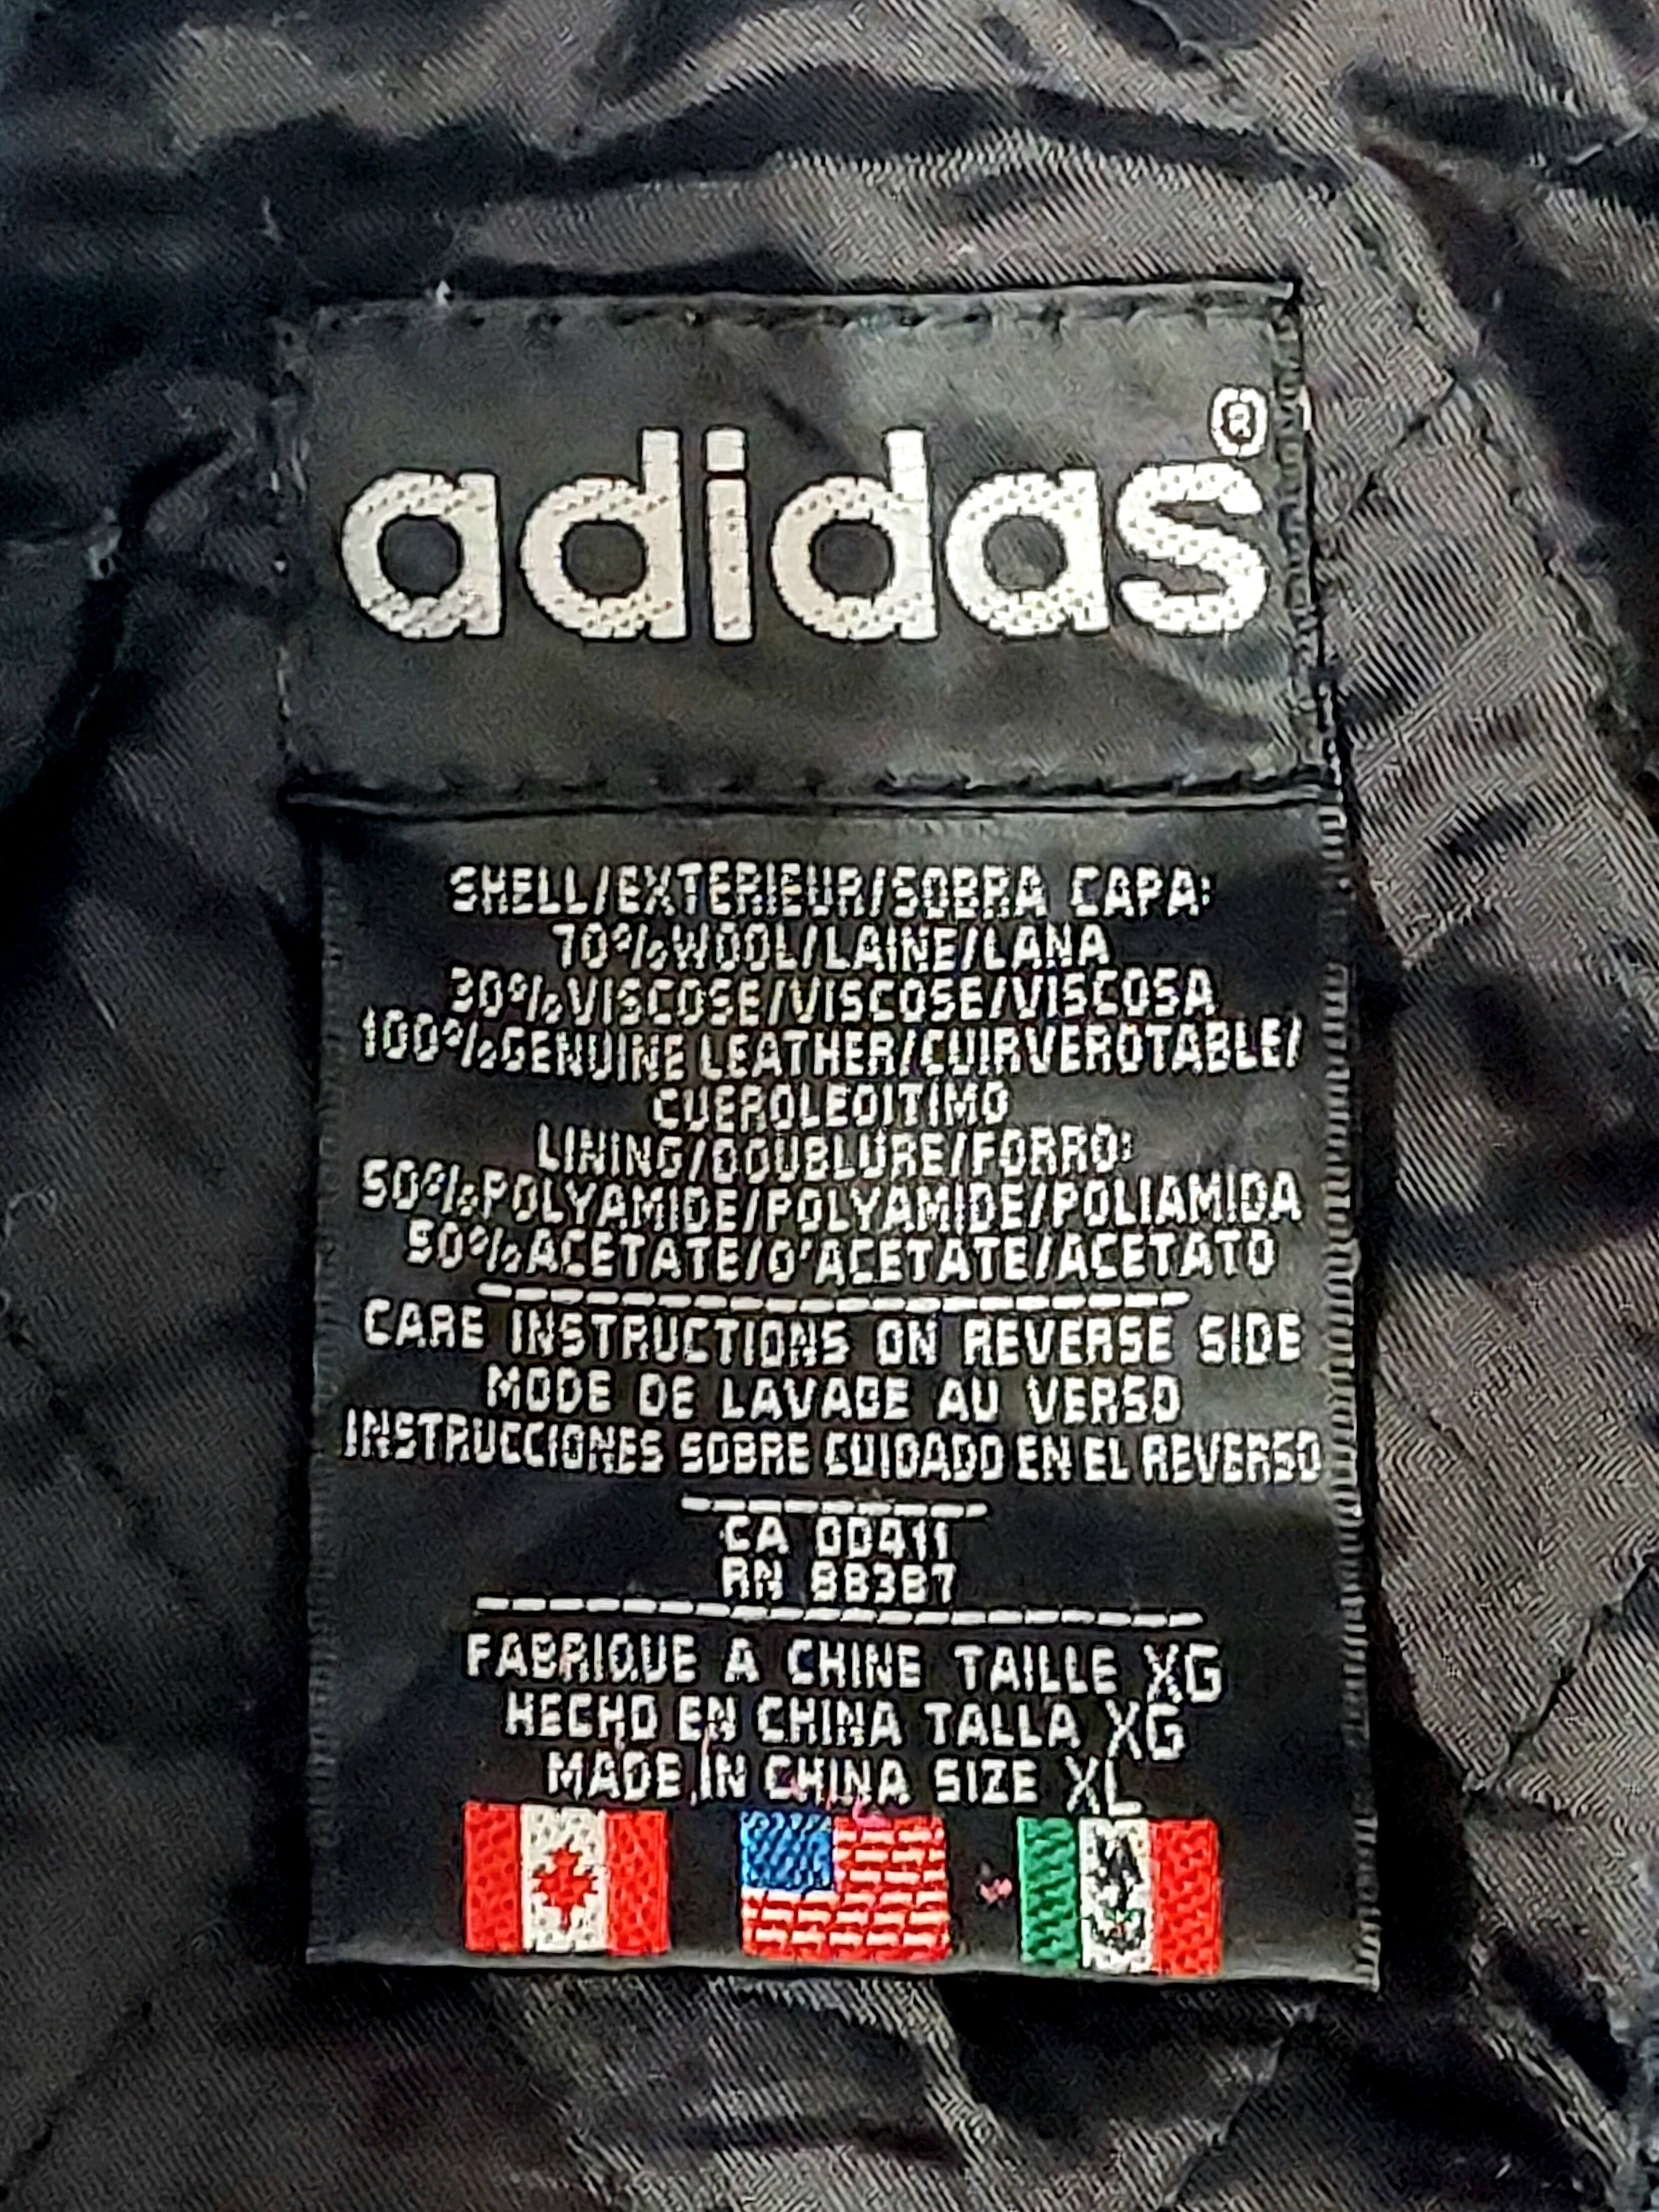 adidas®
SHELL/EXTERIEUR/SOBRA CAPA:
70%WOOL/LAINE/LANA
30%VISCOSE/VISCOSE/VISCOSA
100%GENUINE LEATHER/CUIRVEROTABLE/
CUEROLEOITIMO
LINING/DOUBLURE/FORRO:
50%POLYAMIDE/POLYAMIDE/POLIAMIDA
50%ACETATE/D'ACETATE/ACETATO
CARE INSTRUCTIONS ON REVERSE SIDE
MODE DE LAVAGE AU VERSO
INSTRUCCIONES SOBRE CUIDADO EN EL REVERSO
CA 00411
RN 88387
FABRIQUE A CHINE TAILLE XG
HECHO EN CHINA TALLA XG
MADE IN CHINA SIZE XL